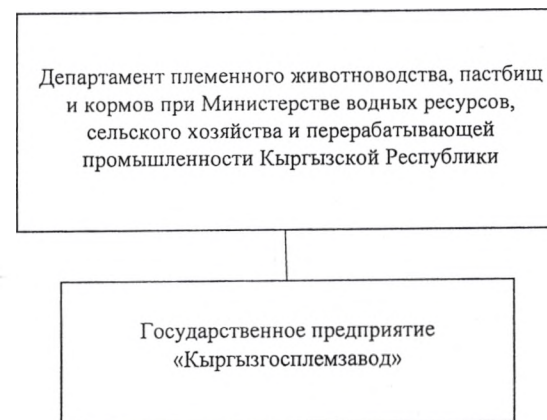 Департамент племенного животноводства, пастбищ
и кормов при Министерстве водных ресурсов,
сельского хозяйства и перерабатывающей
промышленности Кыргызской Республики
Государственное предприятие
«Кыргызгосплемзавод»